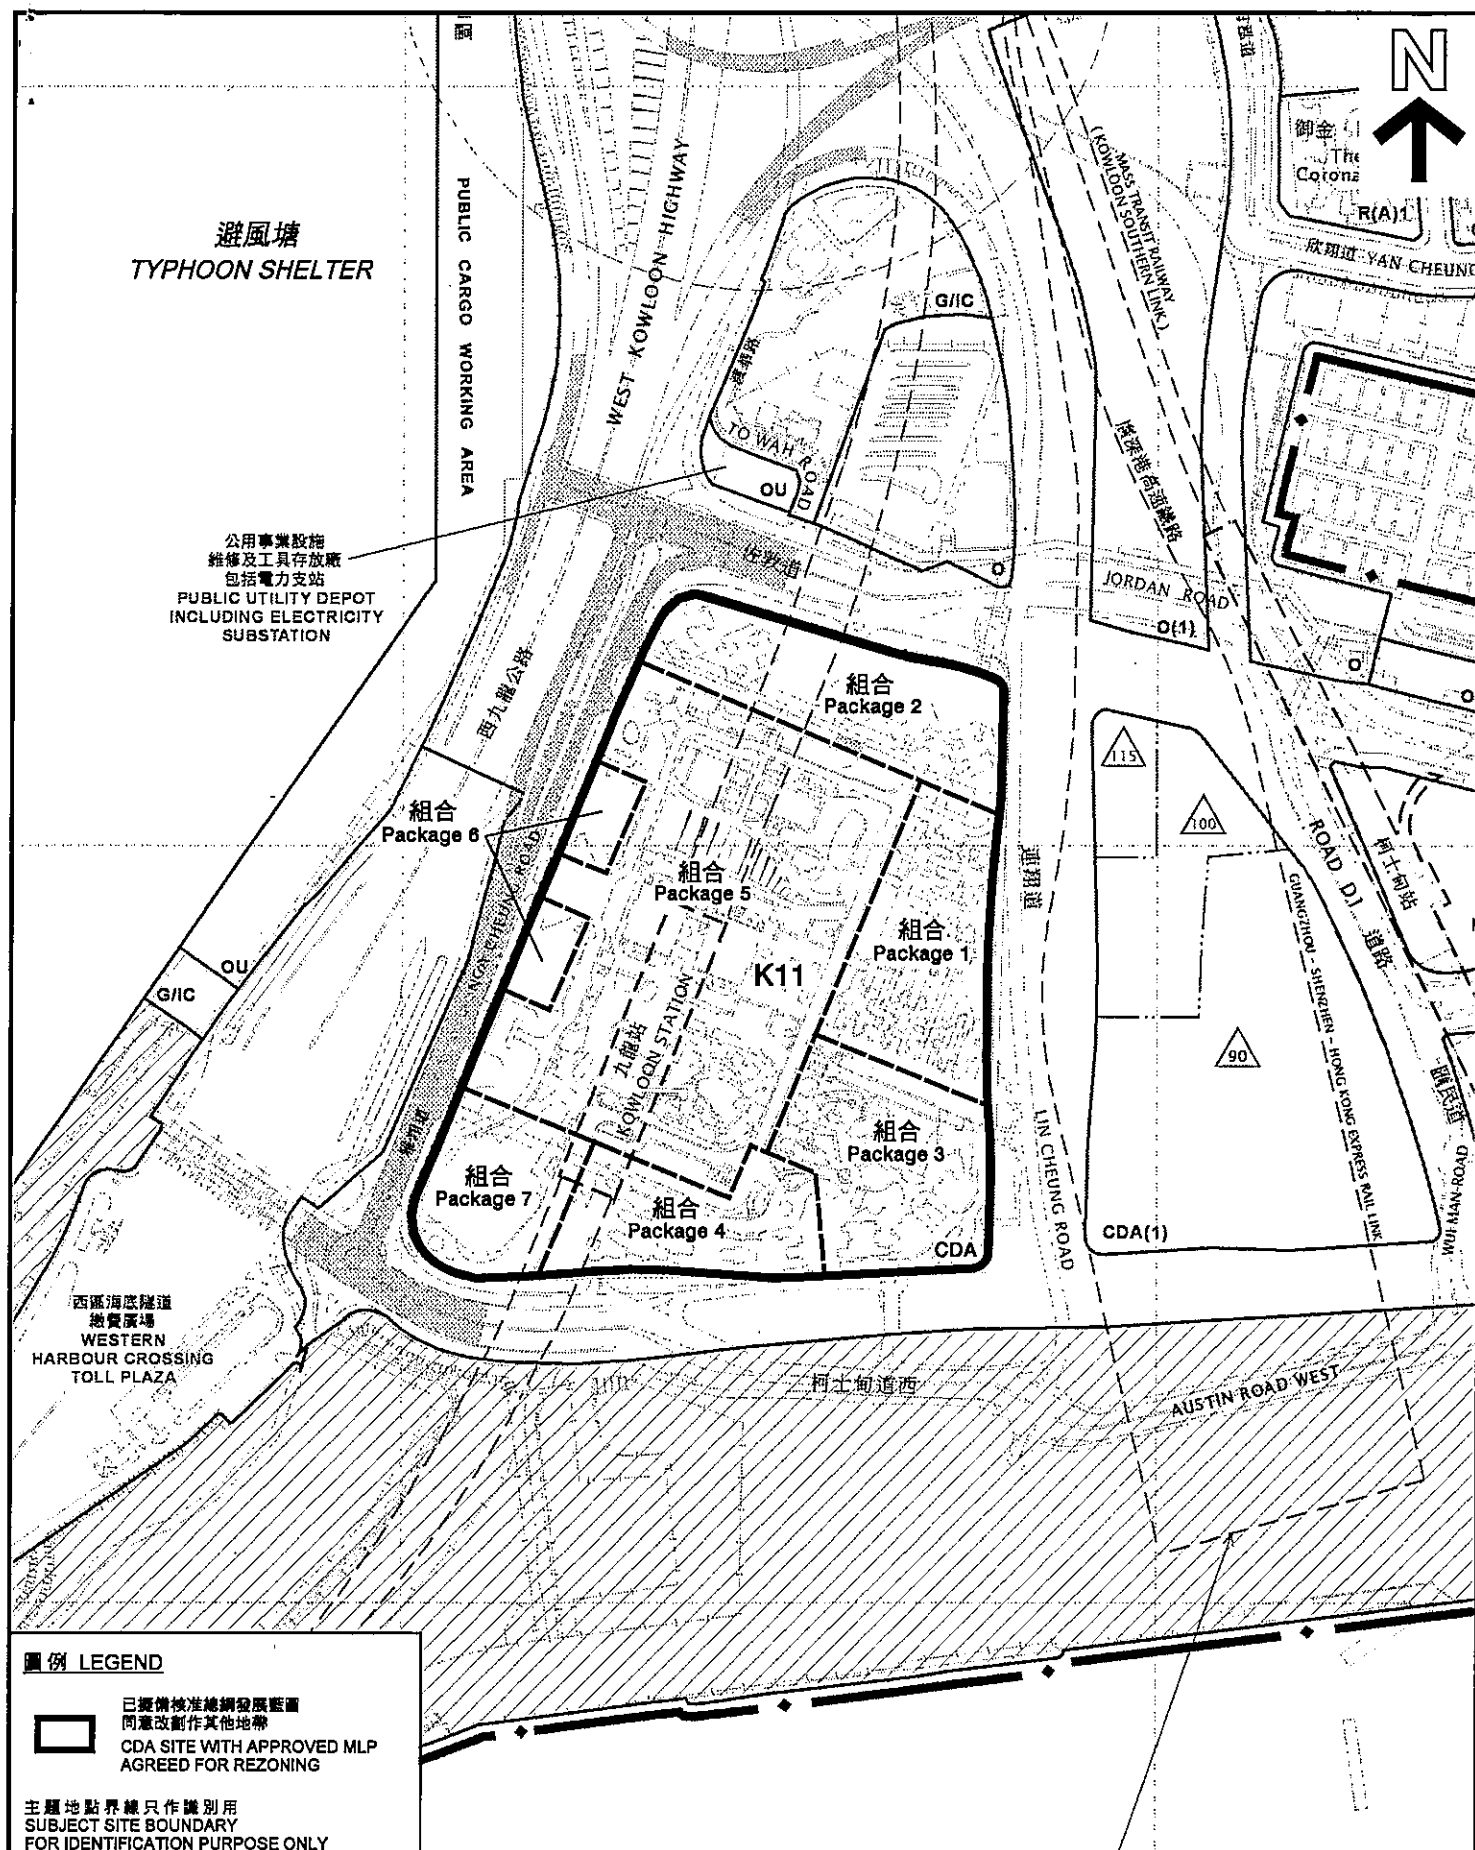 區
PUBLIC CARGO WORKING AREA
避風塘
TYPHOON SHELTER
WEST KOWLOON HIGHWAY
(MASS TRANSIT RAILWAY
KOWLOON SOUTHERN LINK)
N
御金
The
Corona
R(A)1
欣翔道 YAN CHEUNG
G/IC
TO WAH ROAD
OU
廣深港高速鐵路
公用事業設施
維修及工具存放廠
包括電力支站
PUBLIC UTILITY DEPOT
INCLUDING ELECTRICITY
SUBSTATION
佐敦道
JORDAN ROAD
O
O(1)
O
O
西九龍公路
組合
Package 2
115
100
90
組合
Package 6
組合
Package 5
組合
Package 1
K11
九龍站
KOWLOON STATION
NGA CHEUNG ROAD
雅翔道
連翔道
LIN CHEUNG ROAD
ROAD D1 道路
柯士甸站
GUANGZHOU - SHENZHEN - HONG KONG EXPRESS RAIL LINK
匯民道
WUI MAN ROAD
OU
G/IC
組合
Package 3
組合
Package 7
組合
Package 4
CDA
CDA(1)
西區海底隧道
繳費廣場
WESTERN
HARBOUR CROSSING
TOLL PLAZA
柯士甸道西
AUSTIN ROAD WEST
圖例 LEGEND
已擬備核准總綱發展藍圖
同意改劃作其他地帶
CDA SITE WITH APPROVED MLP
AGREED FOR REZONING
主題地點界線只作識別用
SUBJECT SITE BOUNDARY
FOR IDENTIFICATION PURPOSE ONLY